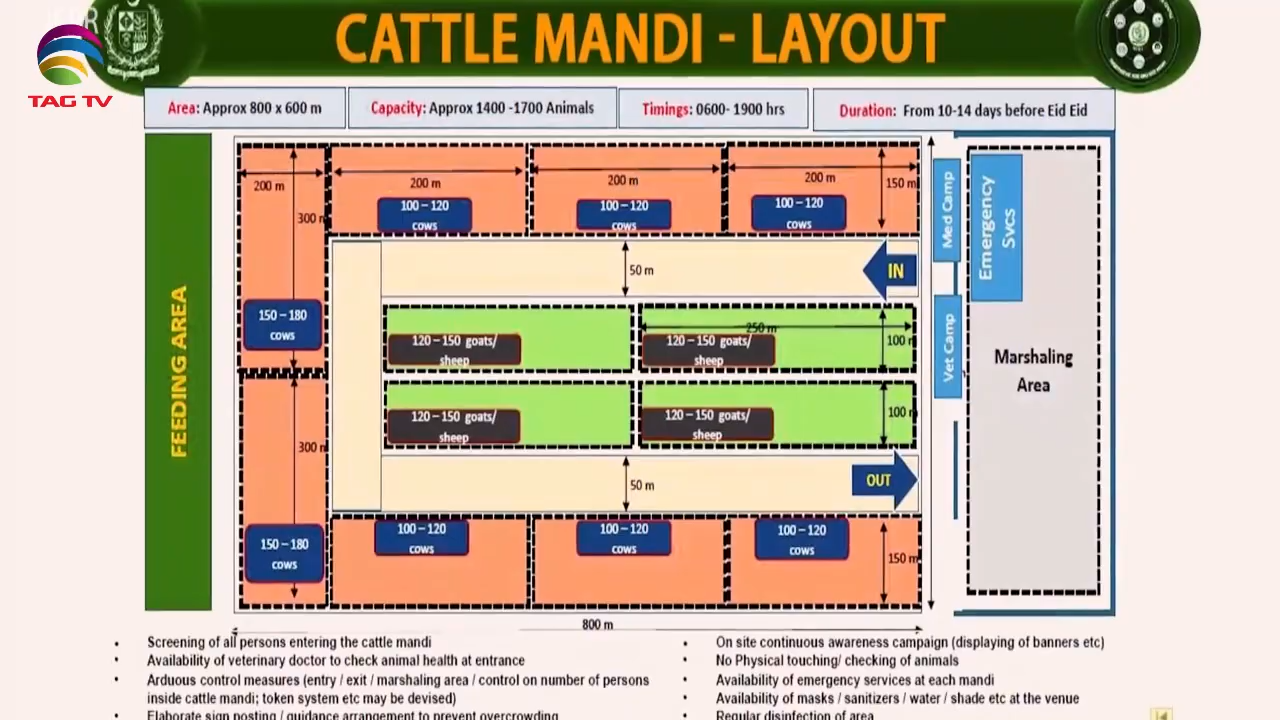 CATTLE MANDI - LAYOUT
TAG TV
Area: Approx 800 x 600 m
Capacity: Approx 1400 -1700 Animals
Timings: 0600- 1900 hrs
Duration: From 10-14 days before Eid Eid
FEEDING AREA
200 m
300 m
150 – 180
cows
300 m
150 – 180
cows
200 m
100 – 120
cows
200 m
100 – 120
cows
200 m
100 – 120
cows
150 m
50 m
IN
120 – 150 goats/
sheep
250 m
120 – 150 goats/
sheep
100 m
120 – 150 goats/
sheep
120 – 150 goats/
sheep
100 m
50 m
OUT
100 – 120
cows
100 – 120
cows
100 – 120
cows
150 m
800 m
Med Camp
Vet Camp
Emergency
Svcs
Marshaling
Area
• Screening of all persons entering the cattle mandi
• Availability of veterinary doctor to check animal health at entrance
• Arduous control measures (entry / exit / marshaling area / control on number of persons
inside cattle mandi; token system etc may be devised)
• Elaborate sign posting / guidance arrangement to prevent overcrowding
• On site continuous awareness campaign (displaying of banners etc)
• No Physical touching/ checking of animals
• Availability of emergency services at each mandi
• Availability of masks / sanitizers / water / shade etc at the venue
• Regular disinfection of area